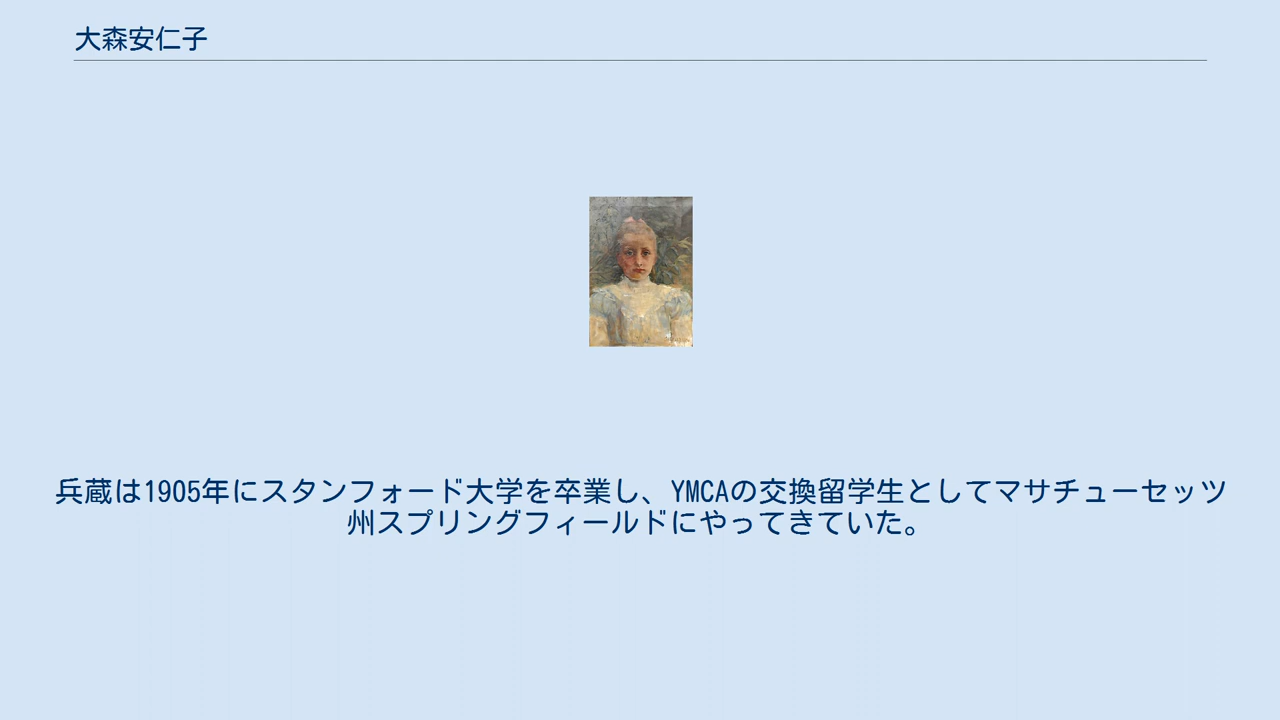 大森安仁子
兵蔵は1905年にスタンフォード大学を卒業し、YMCAの交換留学生としてマサチューセッツ
州スプリングフィールドにやってきていた。